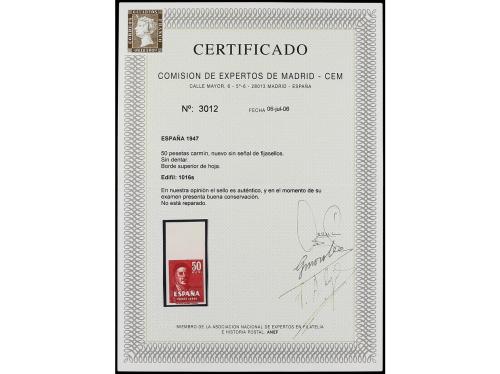 CERTIFICADO
COMISION DE EXPERTOS DE MADRID - CEM
CALLE MAYOR, 6 - 5º-6 - 28013 MADRID - ESPAÑA
Nº: 3012 FECHA 06-jul-06
ESPAÑA 1947
50 pesetas carmín, nuevo sin señal de fijasellos.
Sin dentar.
Borde superior de hoja.
Edifil: 1016s
En nuestra opinión el sello es auténtico, y en el momento de su
examen presenta buena conservación.
No está reparado.
50
ESPAÑA
MIEMBRO DE LA ASOCIACIÓN NACIONAL DE EXPERTOS EN FILATELIA
E HISTORIA POSTAL. ANEF